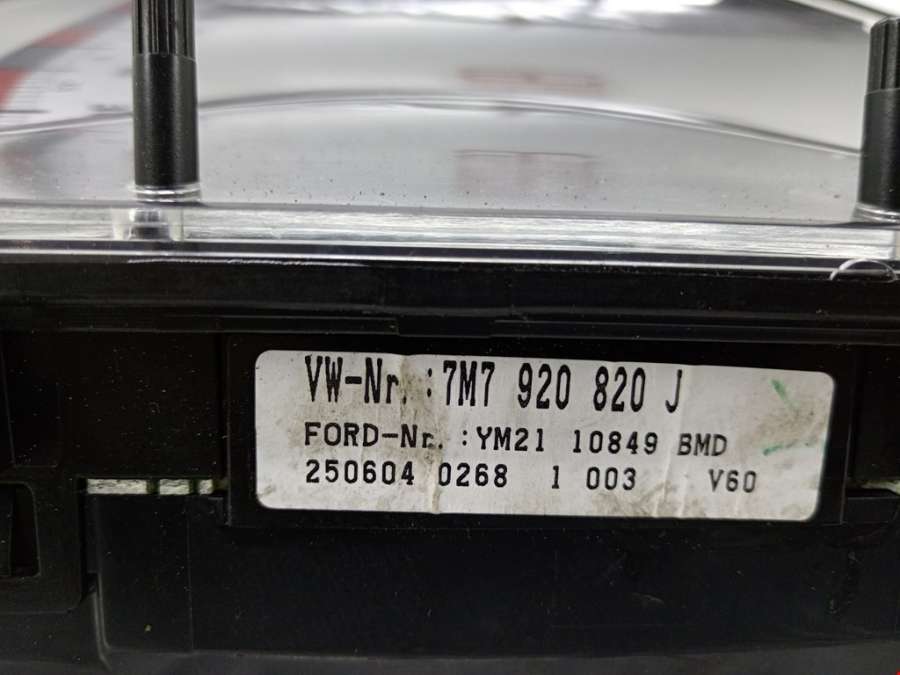 VW-Nr. :7M7 920 820 J
FORD-Nr. :YM21 10849 BMD
250604 0268 1 003 V60